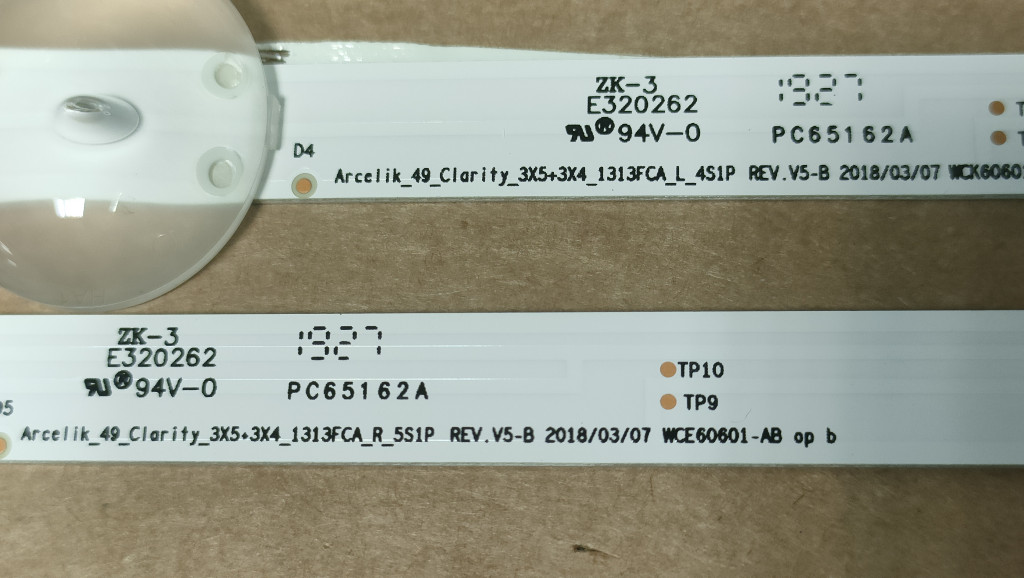 ZK-3
E320262
1927
94V-0
PC65162A
D4
Arcelik_49_Clarity_3X5+3X4_1313FCA_L_4S1P REV.V5-B 2018/03/07
ZK-3
E320262
1927
94V-0
PC65162A
TP10
TP9
Arcelik_49_Clarity_3X5+3X4_1313FCA_R_5S1P REV.V5-B 2018/03/07 WCE60601-AB op b